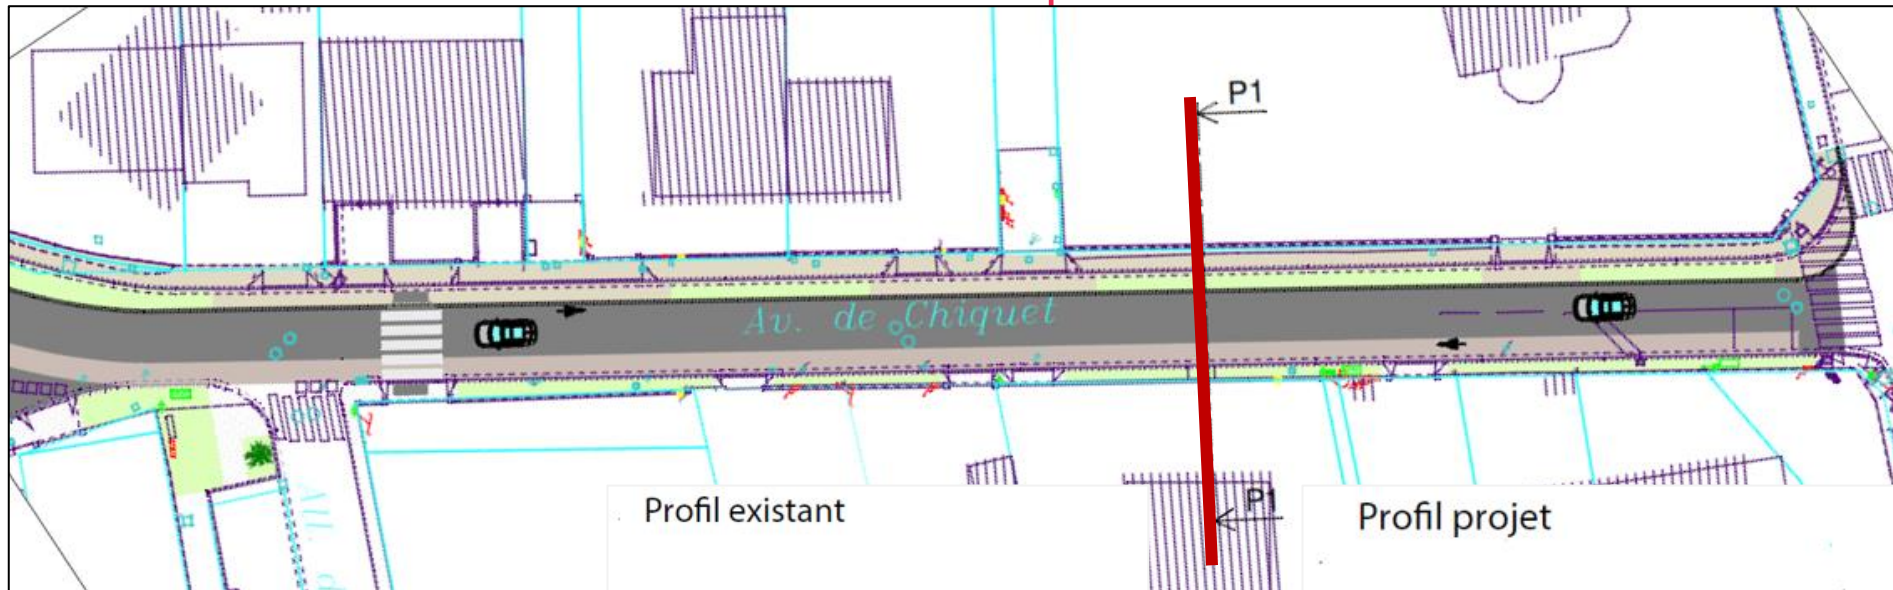 P1
Av. de Chiquet
P1
Profil existant
Profil projet